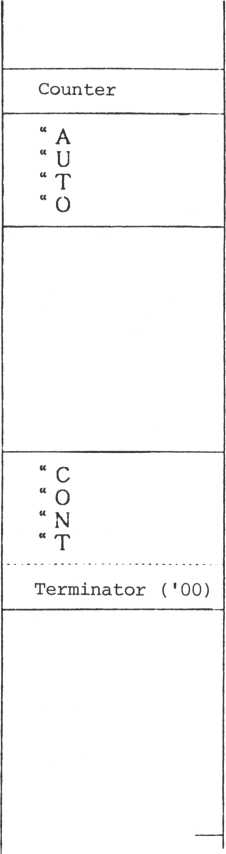 Counter
“ A
“ U
“ T
“ O
“ C
“ O
“ N
“ T
Terminator ('00)